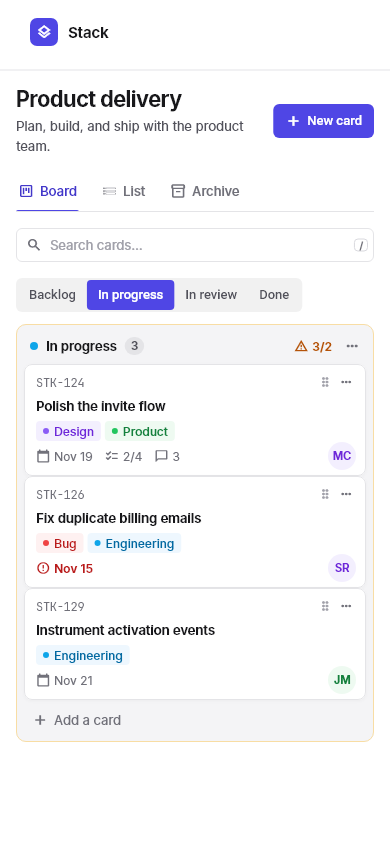 Stack
Product delivery
Plan, build, and ship with the product
team.
New card
Board
List
Archive
Search cards...
/
Backlog
In progress
In review
Done
In progress
3
3/2
STK-124
Polish the invite flow
Design
Product
Nov 19
2/4
3
MC
STK-126
Fix duplicate billing emails
Bug
Engineering
Nov 15
SR
STK-129
Instrument activation events
Engineering
Nov 21
JM
Add a card